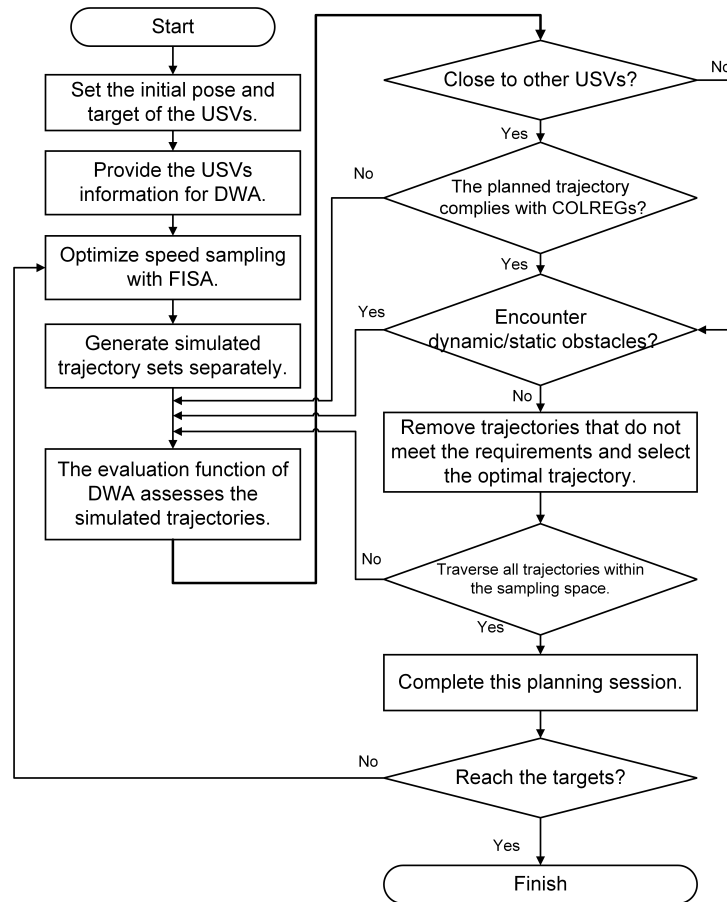 Start
Set the initial pose and
target of the USVs.
Provide the USVs
information for DWA.
Optimize speed sampling
with FISA.
Generate simulated
trajectory sets separately.
The evaluation function of
DWA assesses the
simulated trajectories.
Close to other USVs?
No
Yes
The planned trajectory
complies with COLREGs?
No
Yes
Encounter
dynamic/static obstacles?
Yes
No
Remove trajectories that do not
meet the requirements and select
the optimal trajectory.
Traverse all trajectories within
the sampling space.
No
Yes
Complete this planning session.
Reach the targets?
No
Yes
Finish